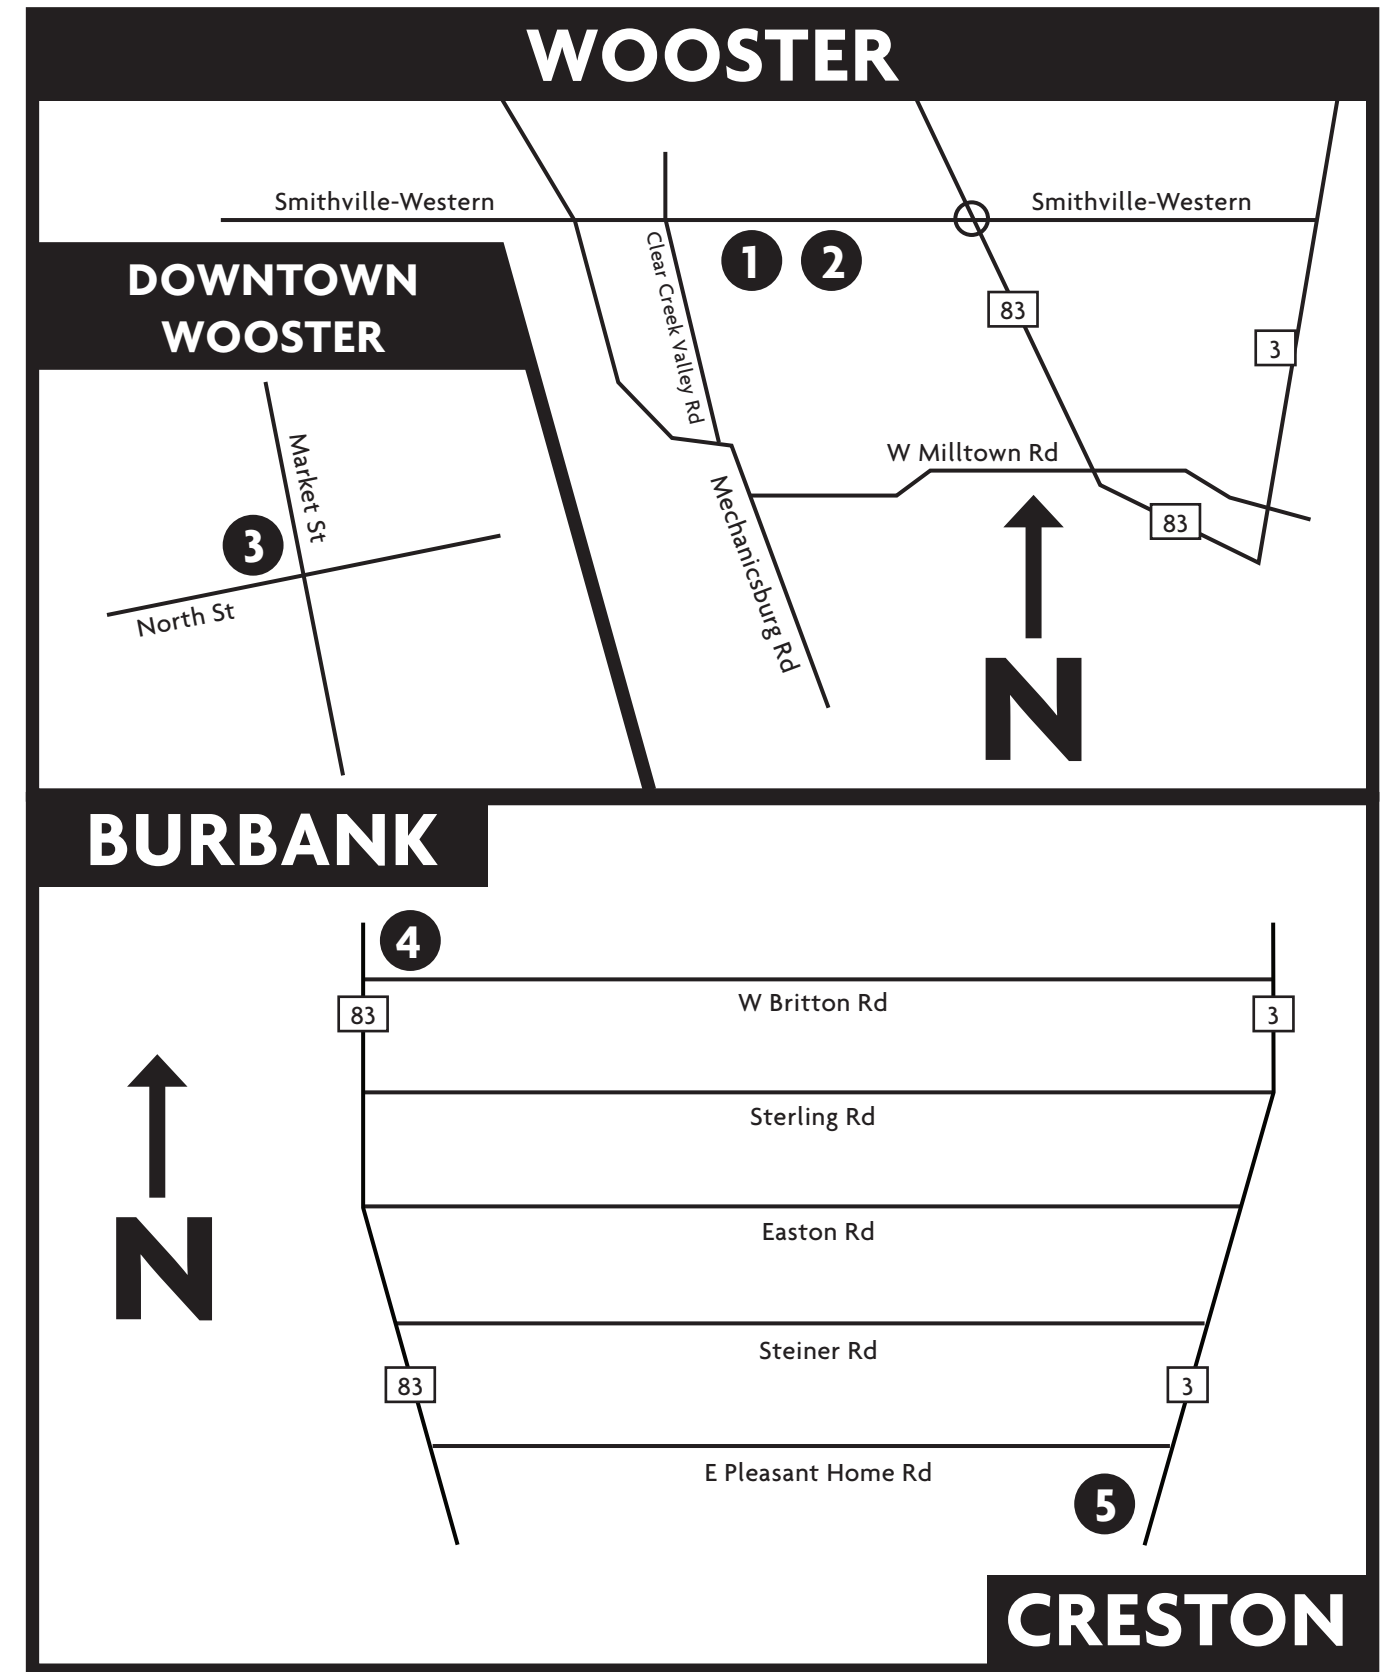 WOOSTER
Smithville-Western
Smithville-Western
Clear Creek Valley Rd
1
2
83
3
DOWNTOWN
WOOSTER
Market St
3
North St
W Milltown Rd
83
Mechanicsburg Rd
N
BURBANK
4
W Britton Rd
83
3
Sterling Rd
N
Easton Rd
Steiner Rd
83
3
E Pleasant Home Rd
5
CRESTON